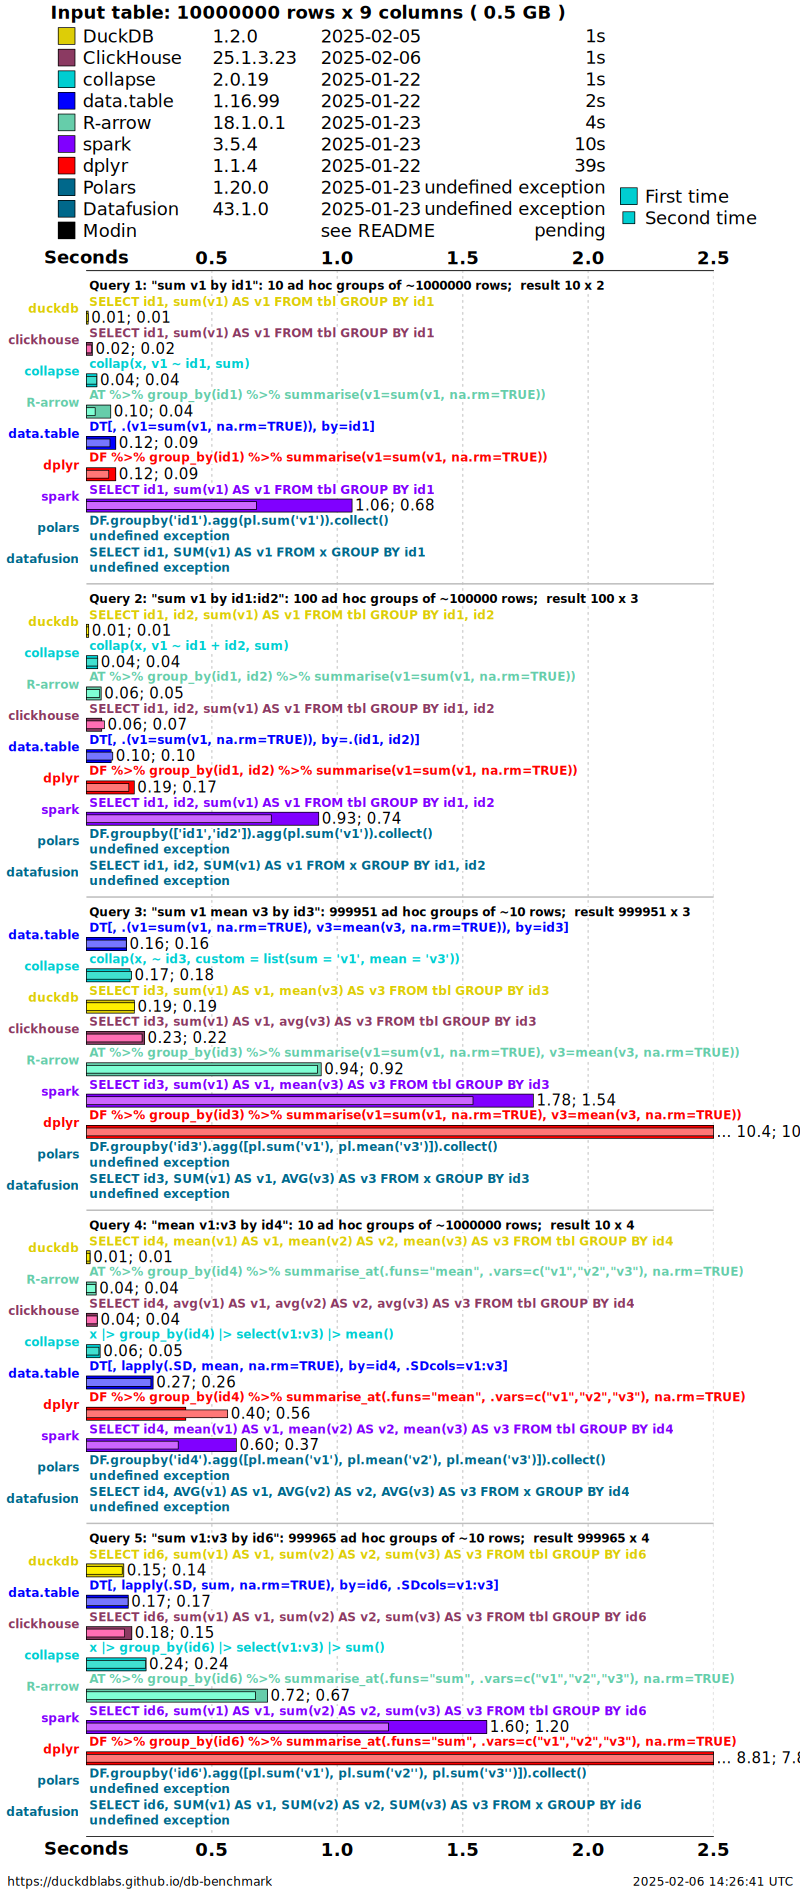 Input table: 10000000 rows x 9 columns ( 0.5 GB )
DuckDB 1.2.0 2025-02-05 1s
ClickHouse 25.1.3.23 2025-02-06 1s
collapse 2.0.19 2025-01-22 1s
data.table 1.16.99 2025-01-22 2s
R-arrow 18.1.0.1 2025-01-23 4s
spark 3.5.4 2025-01-23 10s
dplyr 1.1.4 2025-01-22 39s
Polars 1.20.0 2025-01-23 undefined exception
Datafusion 43.1.0 2025-01-23 undefined exception
Modin see README pending
First time
Second time
Seconds 0.5 1.0 1.5 2.0 2.5
Query 1: "sum v1 by id1": 10 ad hoc groups of ~1000000 rows; result 10 x 2
SELECT id1, sum(v1) AS v1 FROM tbl GROUP BY id1
duckdb 0.01; 0.01
SELECT id1, sum(v1) AS v1 FROM tbl GROUP BY id1
clickhouse 0.02; 0.02
collap(x, v1 ~ id1, sum)
collapse 0.04; 0.04
AT %>% group_by(id1) %>% summarise(v1=sum(v1, na.rm=TRUE))
R-arrow 0.10; 0.04
DT[, .(v1=sum(v1, na.rm=TRUE)), by=id1]
data.table 0.12; 0.09
DF %>% group_by(id1) %>% summarise(v1=sum(v1, na.rm=TRUE))
dplyr 0.12; 0.09
SELECT id1, sum(v1) AS v1 FROM tbl GROUP BY id1
spark 1.06; 0.68
DF.groupby('id1').agg(pl.sum('v1')).collect()
polars undefined exception
SELECT id1, SUM(v1) AS v1 FROM x GROUP BY id1
datafusion undefined exception
Query 2: "sum v1 by id1:id2": 100 ad hoc groups of ~100000 rows; result 100 x 3
SELECT id1, id2, sum(v1) AS v1 FROM tbl GROUP BY id1, id2
duckdb 0.01; 0.01
collap(x, v1 ~ id1 + id2, sum)
collapse 0.04; 0.04
AT %>% group_by(id1, id2) %>% summarise(v1=sum(v1, na.rm=TRUE))
R-arrow 0.06; 0.05
SELECT id1, id2, sum(v1) AS v1 FROM tbl GROUP BY id1, id2
clickhouse 0.06; 0.07
DT[, .(v1=sum(v1, na.rm=TRUE)), by=.(id1, id2)]
data.table 0.10; 0.10
DF %>% group_by(id1, id2) %>% summarise(v1=sum(v1, na.rm=TRUE))
dplyr 0.19; 0.17
SELECT id1, id2, sum(v1) AS v1 FROM tbl GROUP BY id1, id2
spark 0.93; 0.74
DF.groupby(['id1','id2']).agg(pl.sum('v1')).collect()
polars undefined exception
SELECT id1, id2, SUM(v1) AS v1 FROM x GROUP BY id1, id2
datafusion undefined exception
Query 3: "sum v1 mean v3 by id3": 999951 ad hoc groups of ~10 rows; result 999951 x 3
DT[, .(v1=sum(v1, na.rm=TRUE), v3=mean(v3, na.rm=TRUE)), by=id3]
data.table 0.16; 0.16
collap(x, ~ id3, custom = list(sum = 'v1', mean = 'v3'))
collapse 0.17; 0.18
SELECT id3, sum(v1) AS v1, mean(v3) AS v3 FROM tbl GROUP BY id3
duckdb 0.19; 0.19
SELECT id3, sum(v1) AS v1, avg(v3) AS v3 FROM tbl GROUP BY id3
clickhouse 0.23; 0.22
AT %>% group_by(id3) %>% summarise(v1=sum(v1, na.rm=TRUE), v3=mean(v3, na.rm=TRUE))
R-arrow 0.94; 0.92
SELECT id3, sum(v1) AS v1, mean(v3) AS v3 FROM tbl GROUP BY id3
spark 1.78; 1.54
DF %>% group_by(id3) %>% summarise(v1=sum(v1, na.rm=TRUE), v3=mean(v3, na.rm=TRUE))
dplyr ... 10.4; 10
DF.groupby('id3').agg([pl.sum('v1'), pl.mean('v3')]).collect()
polars undefined exception
SELECT id3, SUM(v1) AS v1, AVG(v3) AS v3 FROM x GROUP BY id3
datafusion undefined exception
Query 4: "mean v1:v3 by id4": 10 ad hoc groups of ~1000000 rows; result 10 x 4
SELECT id4, mean(v1) AS v1, mean(v2) AS v2, mean(v3) AS v3 FROM tbl GROUP BY id4
duckdb 0.01; 0.01
AT %>% group_by(id4) %>% summarise_at(.funs="mean", .vars=c("v1","v2","v3"), na.rm=TRUE)
R-arrow 0.04; 0.04
SELECT id4, avg(v1) AS v1, avg(v2) AS v2, avg(v3) AS v3 FROM tbl GROUP BY id4
clickhouse 0.04; 0.04
x |> group_by(id4) |> select(v1:v3) |> mean()
collapse 0.06; 0.05
DT[, lapply(.SD, mean, na.rm=TRUE), by=id4, .SDcols=v1:v3]
data.table 0.27; 0.26
DF %>% group_by(id4) %>% summarise_at(.funs="mean", .vars=c("v1","v2","v3"), na.rm=TRUE)
dplyr 0.40; 0.56
SELECT id4, mean(v1) AS v1, mean(v2) AS v2, mean(v3) AS v3 FROM tbl GROUP BY id4
spark 0.60; 0.37
DF.groupby('id4').agg([pl.mean('v1'), pl.mean('v2'), pl.mean('v3')]).collect()
polars undefined exception
SELECT id4, AVG(v1) AS v1, AVG(v2) AS v2, AVG(v3) AS v3 FROM x GROUP BY id4
datafusion undefined exception
Query 5: "sum v1:v3 by id6": 999965 ad hoc groups of ~10 rows; result 999965 x 4
SELECT id6, sum(v1) AS v1, sum(v2) AS v2, sum(v3) AS v3 FROM tbl GROUP BY id6
duckdb 0.15; 0.14
DT[, lapply(.SD, sum, na.rm=TRUE), by=id6, .SDcols=v1:v3]
data.table 0.17; 0.17
SELECT id6, sum(v1) AS v1, sum(v2) AS v2, sum(v3) AS v3 FROM tbl GROUP BY id6
clickhouse 0.18; 0.15
x |> group_by(id6) |> select(v1:v3) |> sum()
collapse 0.24; 0.24
AT %>% group_by(id6) %>% summarise_at(.funs="sum", .vars=c("v1","v2","v3"), na.rm=TRUE)
R-arrow 0.72; 0.67
SELECT id6, sum(v1) AS v1, sum(v2) AS v2, sum(v3) AS v3 FROM tbl GROUP BY id6
spark 1.60; 1.20
DF %>% group_by(id6) %>% summarise_at(.funs="sum", .vars=c("v1","v2","v3"), na.rm=TRUE)
dplyr ... 8.81; 7.8
DF.groupby('id6').agg([pl.sum('v1'), pl.sum('v2''), pl.sum('v3'')]).collect()
polars undefined exception
SELECT id6, SUM(v1) AS v1, SUM(v2) AS v2, SUM(v3) AS v3 FROM x GROUP BY id6
datafusion undefined exception
Seconds 0.5 1.0 1.5 2.0 2.5
https://duckdblabs.github.io/db-benchmark 2025-02-06 14:26:41 UTC